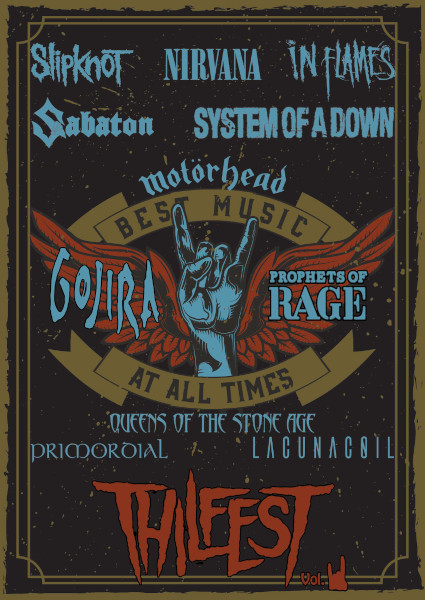 Slipknot NIRVANA IN FLAMES
Sabaton SYSTEM OF A DOWN
motörhead
BEST MUSIC
GOJIRA PROPHETS OF RAGE
AT ALL TIMES
QUEENS OF THE STONE AGE
PRIMORDIAL LACUNA COIL
THILFEST
Vol.